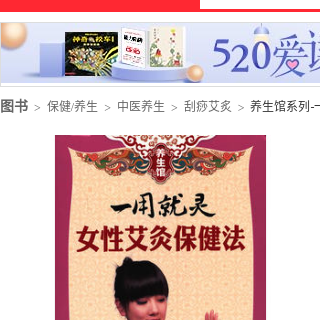 神奇校车
520爱
图书 > 保健/养生 > 中医养生 > 刮痧艾灸 > 养生馆系列-一
养生馆
一用就灵
女性艾灸保健法